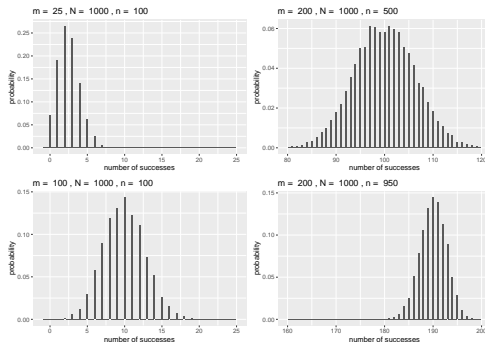 m = 25 , N = 1000 , n = 100
0.25
0.20
0.15
0.10
0.05
0.00
probability
0 5 10 15 20 25
number of successes
m = 200 , N = 1000 , n = 500
0.06
0.04
0.02
0.00
probability
80 90 100 110 120
number of successes
m = 100 , N = 1000 , n = 100
0.15
0.10
0.05
0.00
probability
0 5 10 15 20 25
number of successes
m = 200 , N = 1000 , n = 950
0.15
0.10
0.05
0.00
probability
160 170 180 190 200
number of successes